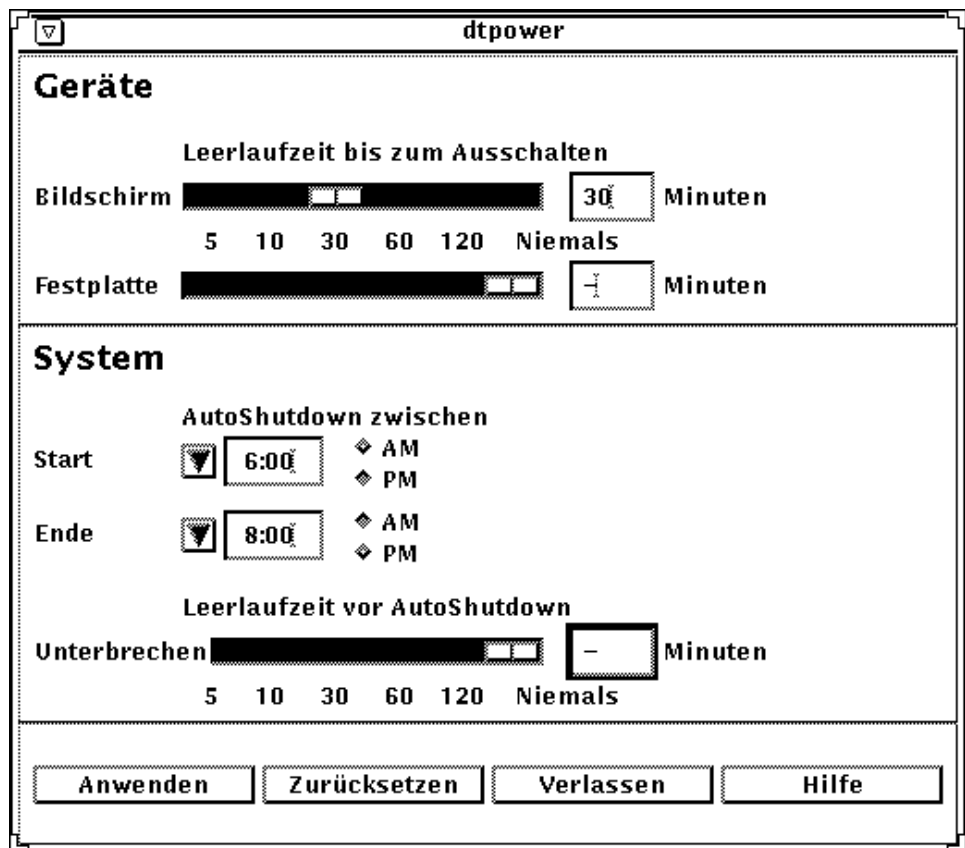 dtpower
Geräte
Leerlaufzeit bis zum Ausschalten
Bildschirm 30 Minuten
5 10 30 60 120 Niemals
Festplatte – Minuten
System
AutoShutdown zwischen
Start 6:00 AM
PM
Ende 8:00 AM
PM
Leerlaufzeit vor AutoShutdown
Unterbrechen – Minuten
5 10 30 60 120 Niemals
Anwenden Zurücksetzen Verlassen Hilfe